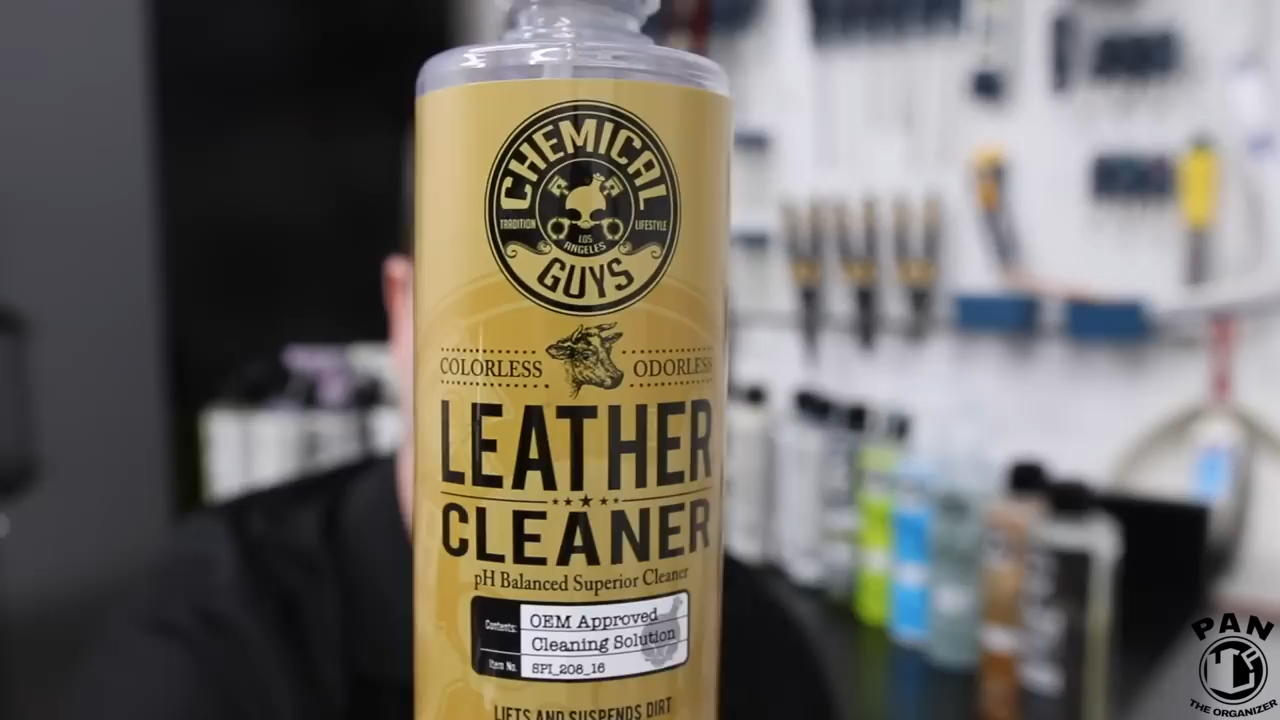 CHEMICAL
TRADITION
LIFESTYLE
LOS
ANGELES
GUYS
COLORLESS ODORLESS
LEATHER
CLEANER
pH Balanced Superior Cleaner
Contents: OEM Approved
Cleaning Solution
Item No. SPI_208_16
LIFTS AND SUSPENDS DIRT
PAN
THE ORGANIZER